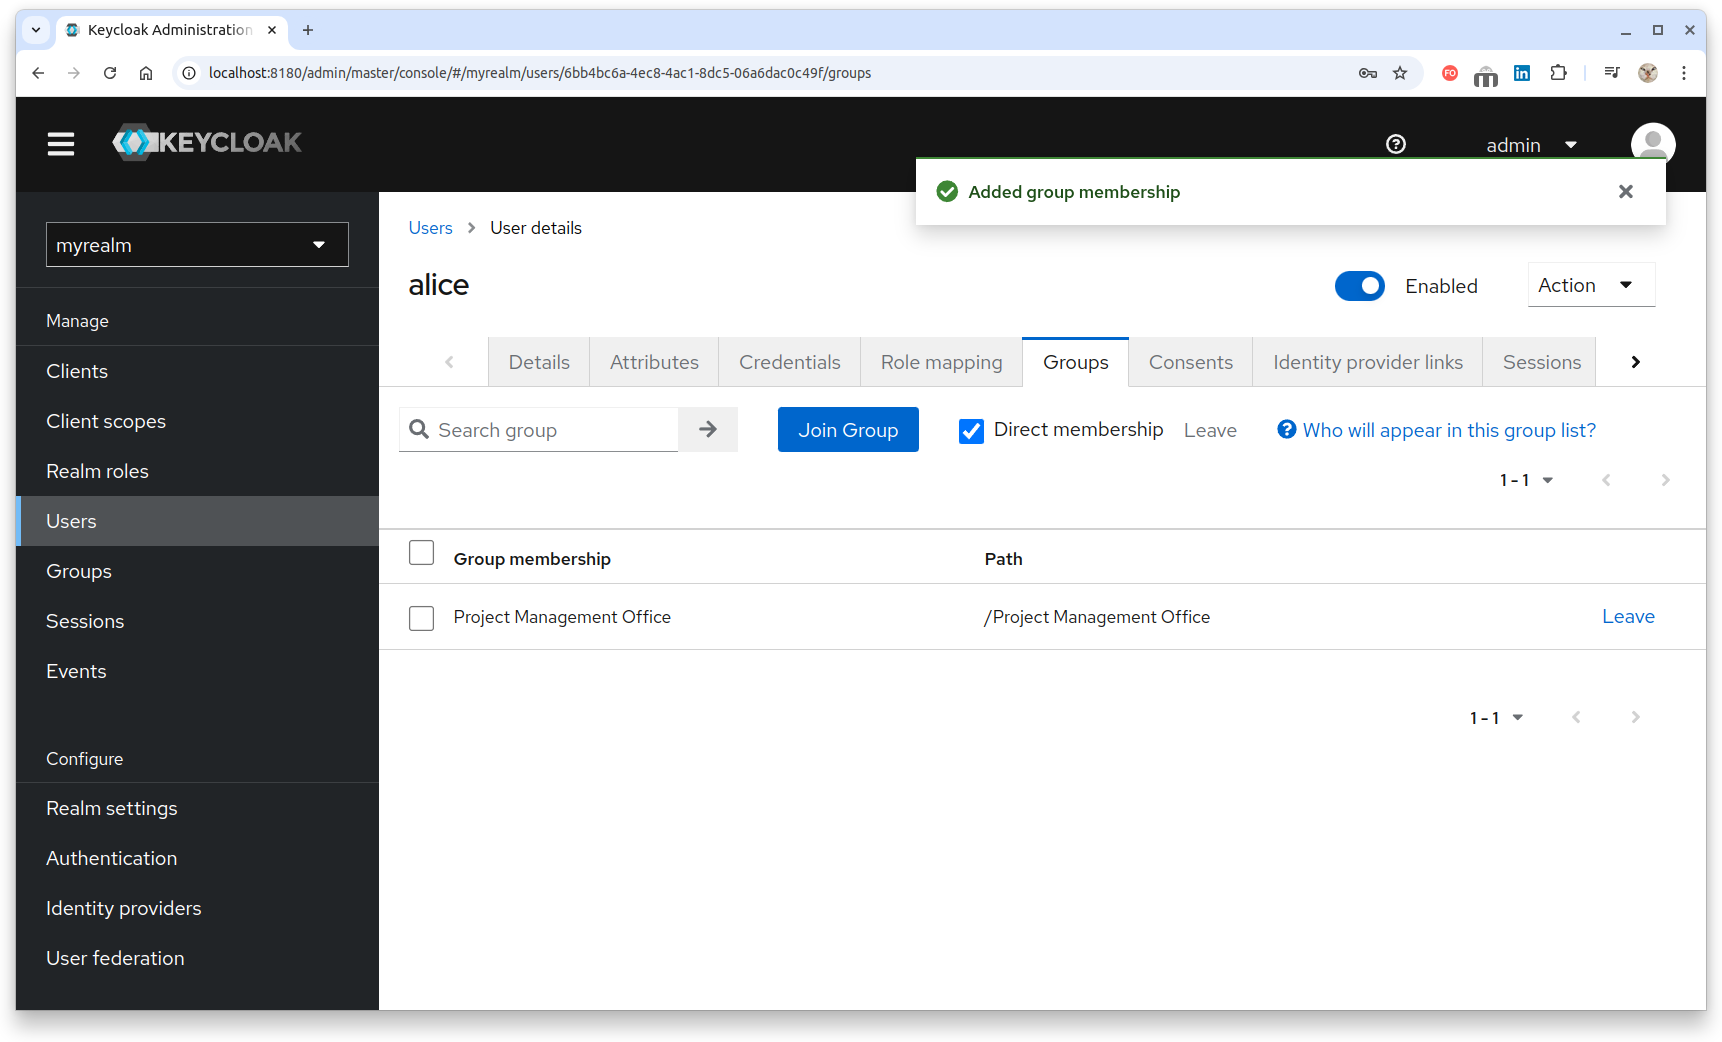 Keycloak Administration
localhost:8180/admin/master/console/#/myrealm/users/6bb4bc6a-4ec8-4ac1-8dc5-06a6dac0c49f/groups
FO
in
KEYCLOAK
admin
Added group membership
myrealm
Manage
Clients
Client scopes
Realm roles
Users
Groups
Sessions
Events
Configure
Realm settings
Authentication
Identity providers
User federation
Users
User details
alice
Enabled
Action
Details
Attributes
Credentials
Role mapping
Groups
Consents
Identity provider links
Sessions
Search group
Join Group
Direct membership
Leave
Who will appear in this group list?
1 - 1
Group membership
Path
Project Management Office
/Project Management Office
Leave
1 - 1